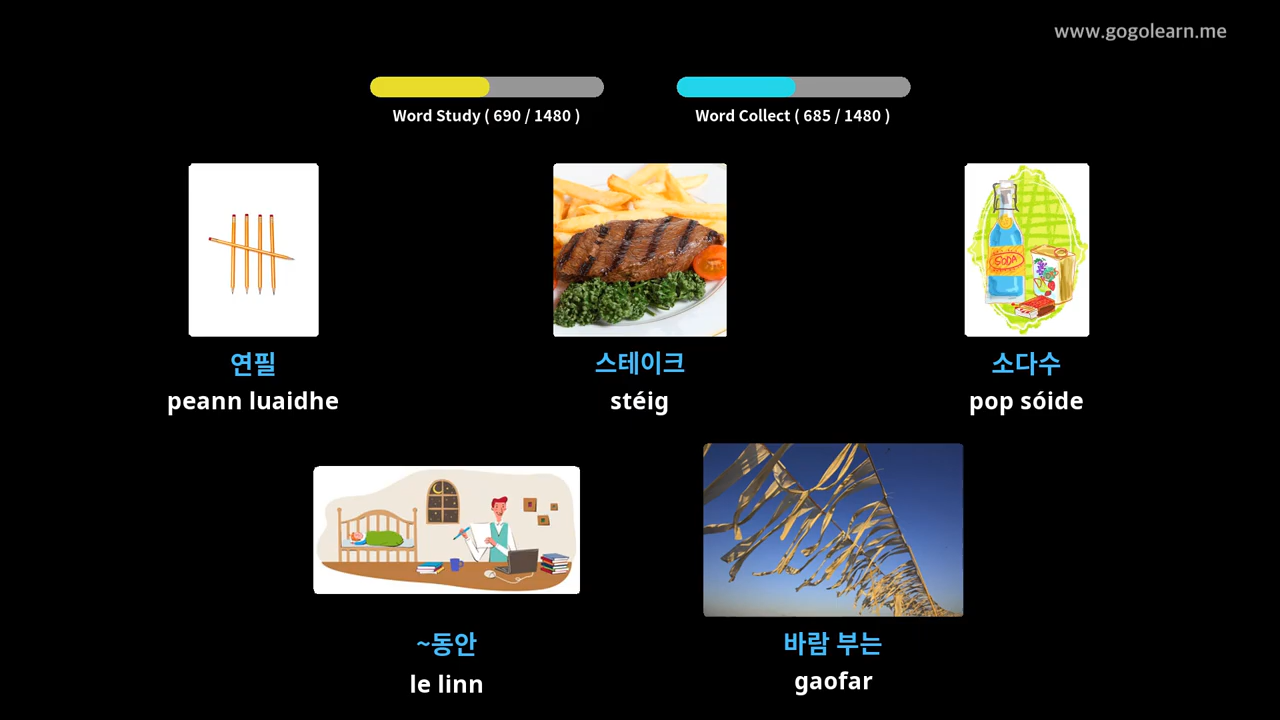 www.gogolearn.me
Word Study ( 690 / 1480 )
Word Collect ( 685 / 1480 )
연필
peann luaidhe
스테이크
stéig
SODA
소다수
pop sóide
~동안
le linn
바람 부는
gaofar